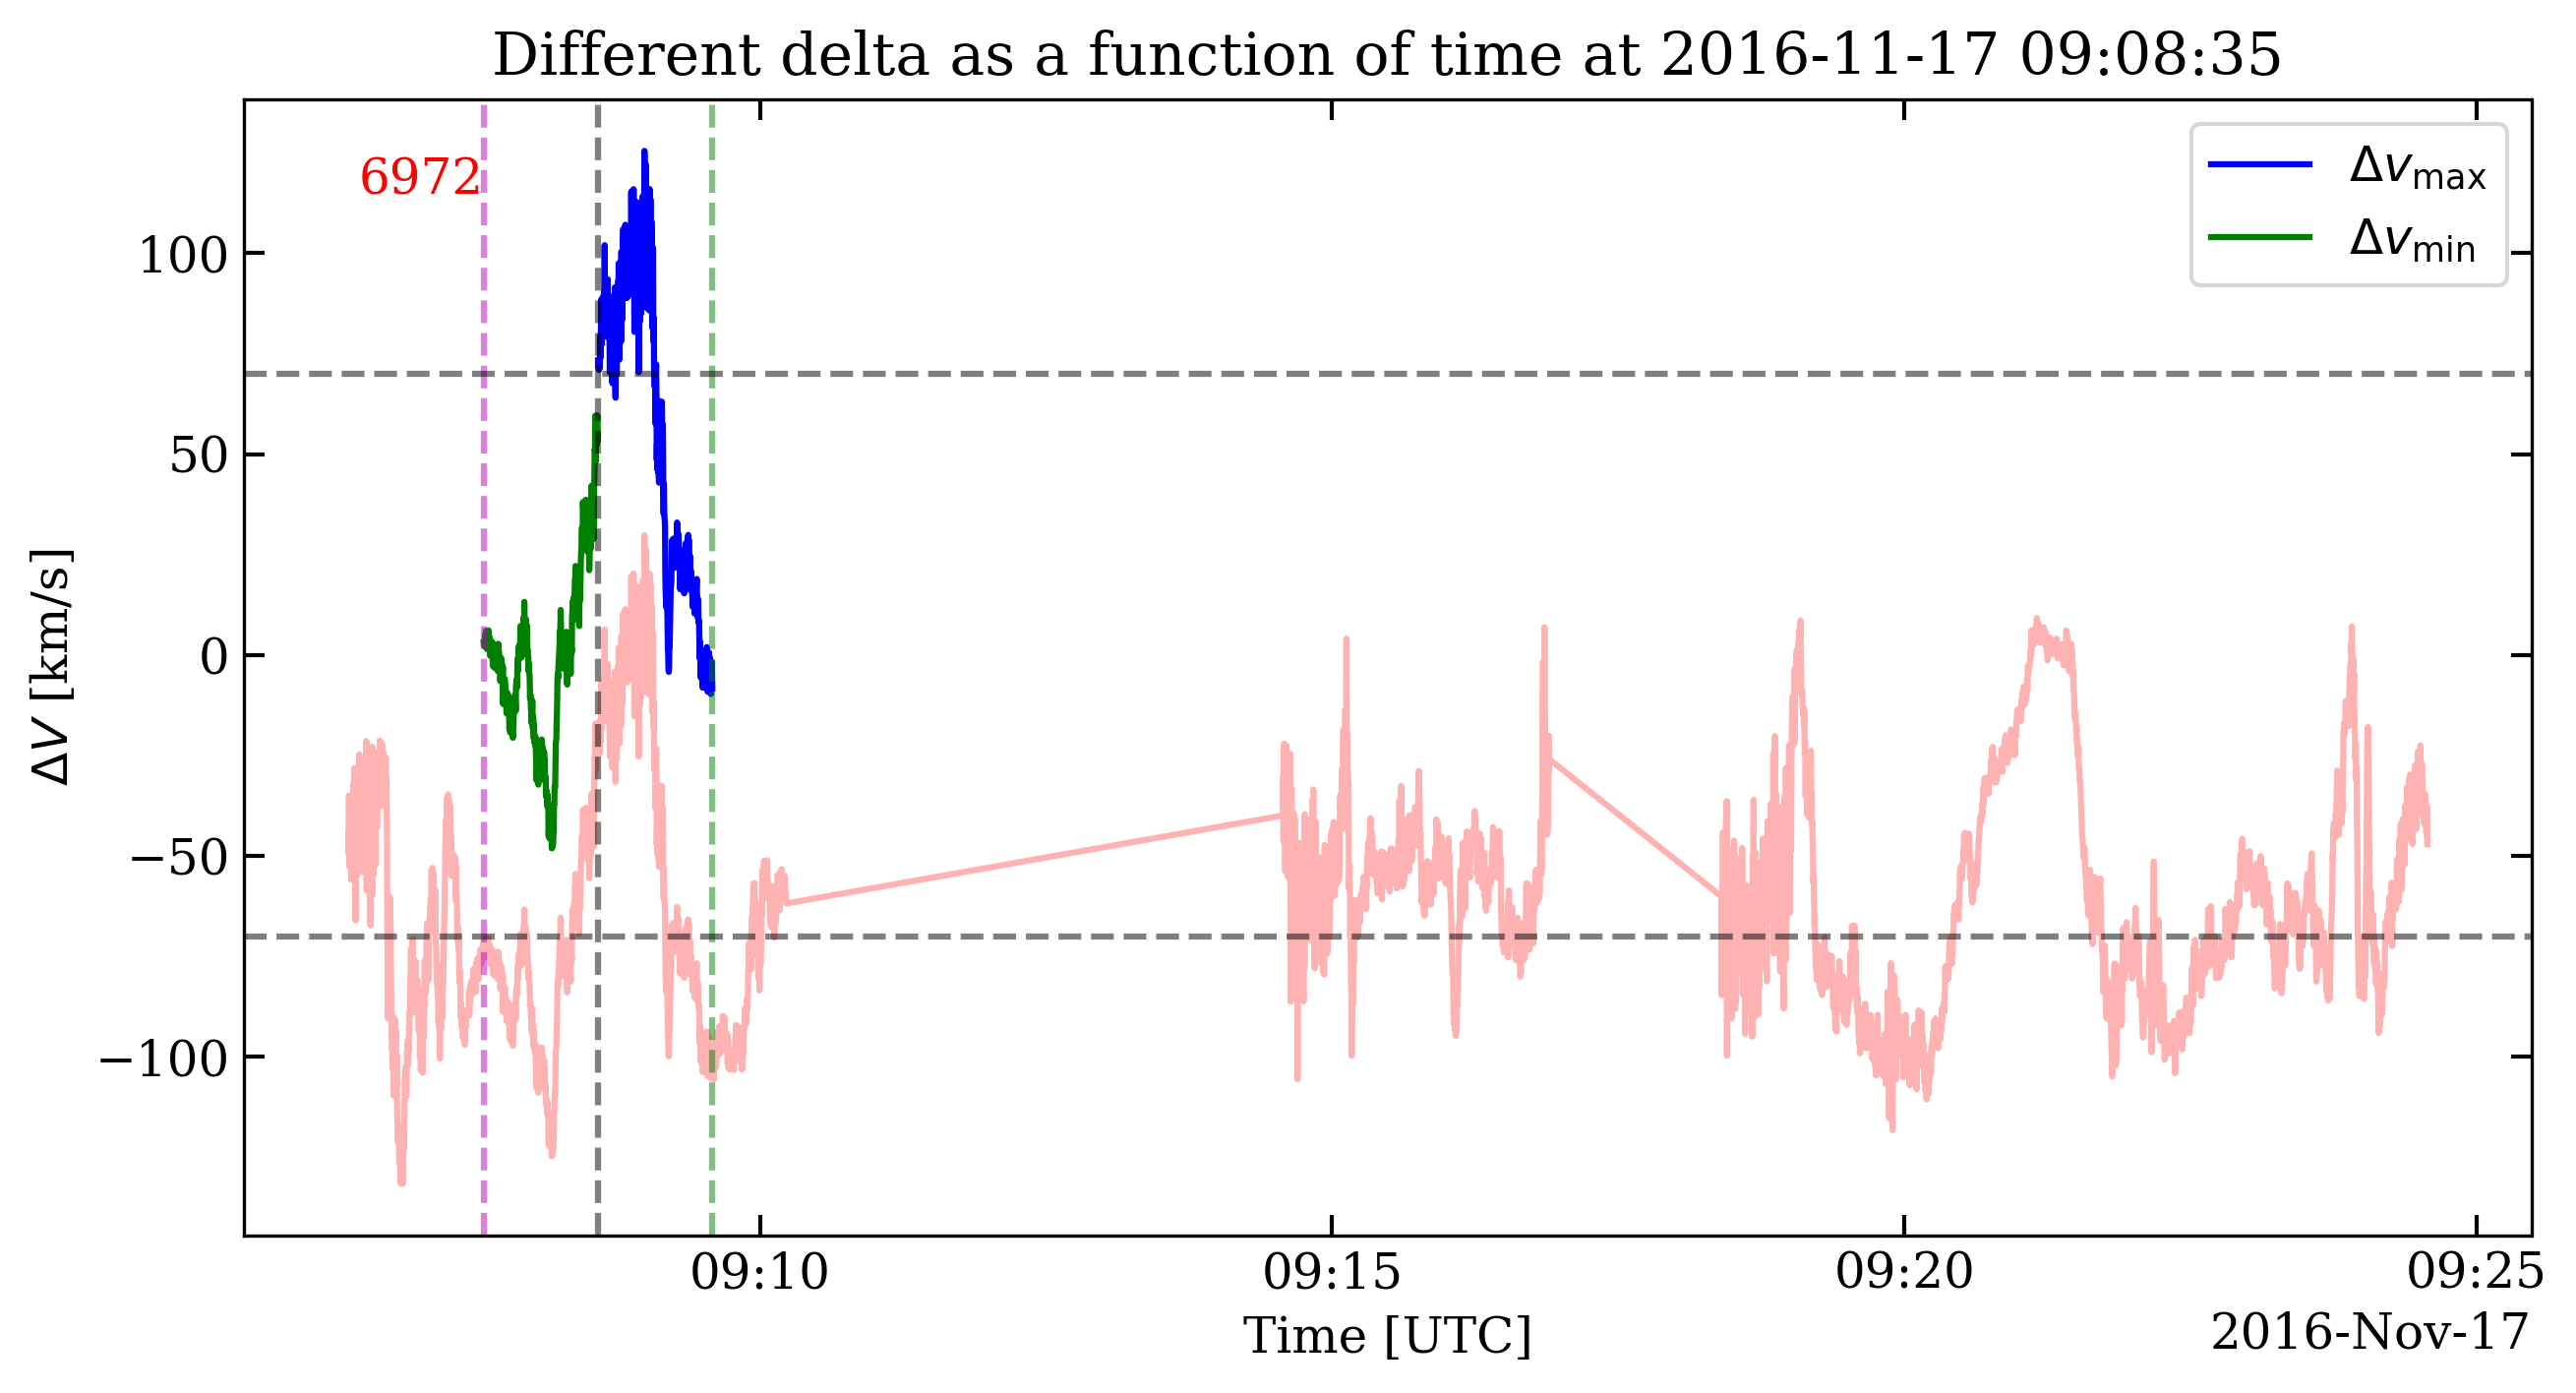 Different delta as a function of time at 2016-11-17 09:08:35
6972
Δv_max
Δv_min
100
50
0
−50
−100
ΔV [km/s]
09:10 09:15 09:20 09:25
Time [UTC]
2016-Nov-17